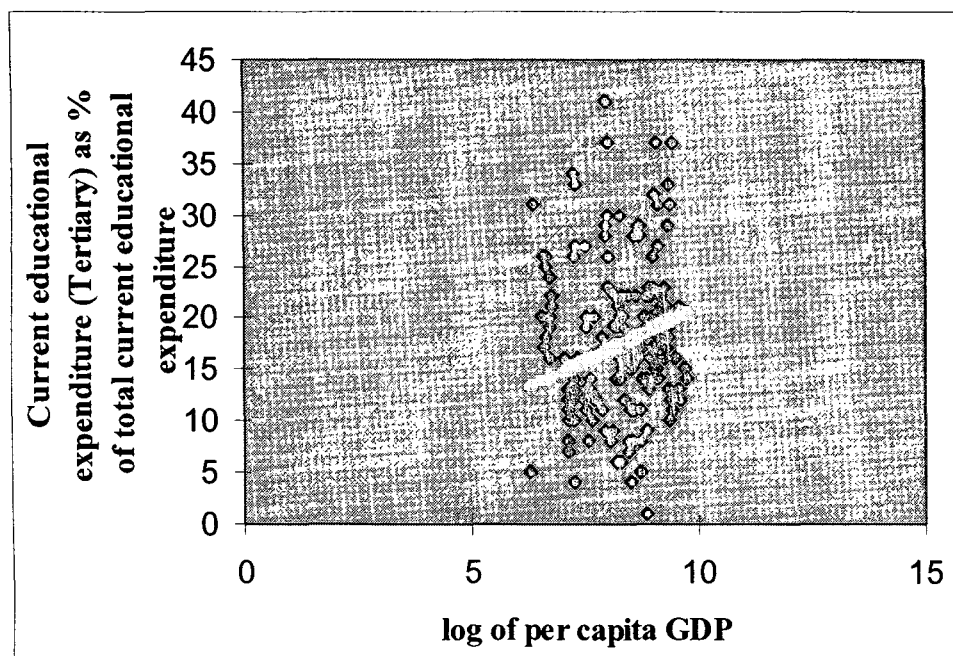 Current educational
expenditure (Tertiary) as %
of total current educational
expenditure
45
40
35
30
25
20
15
10
5
0
0 5 10 15
log of per capita GDP